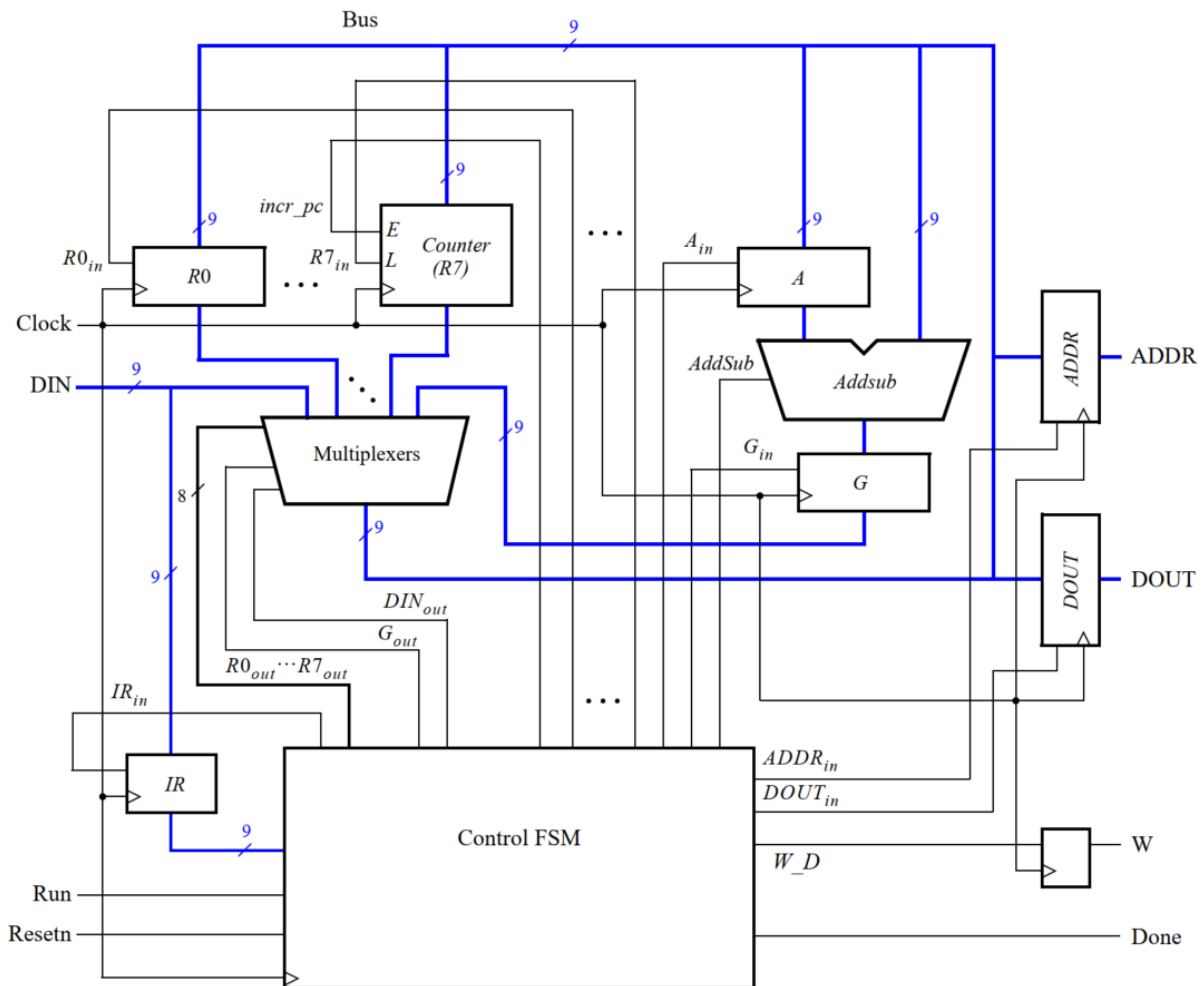 Bus
9
9
9
9
9
incr_pc
E
L
Counter
(R7)
R0in
R0
• • •
R7in
• • •
Ain
A
Clock
DIN
9
Multiplexers
8
9
9
AddSub
Addsub
Gin
G
ADDR
ADDR
DOUT
DOUT
9
DINout
Gout
R0out···R7out
IRin
• • •
IR
9
Control FSM
ADDRin
DOUTin
W_D
W
Run
Resetn
Done